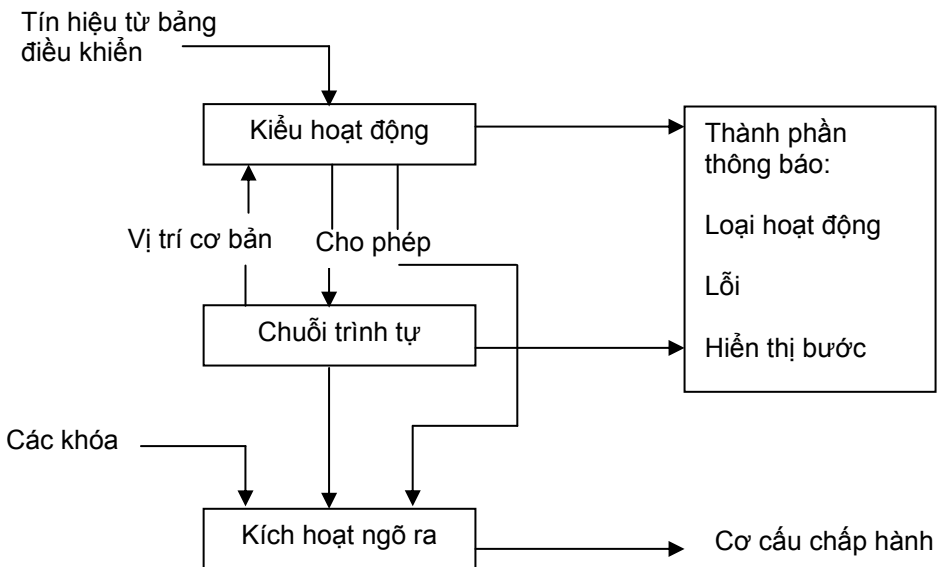 Tín hiệu từ bảng
điều khiển
Kiểu hoạt động
Thành phần
thông báo:
Loại hoạt động
Lỗi
Hiển thị bước
Vị trí cơ bản
Cho phép
Chuỗi trình tự
Các khóa
Kích hoạt ngõ ra
Cơ cấu chấp hành